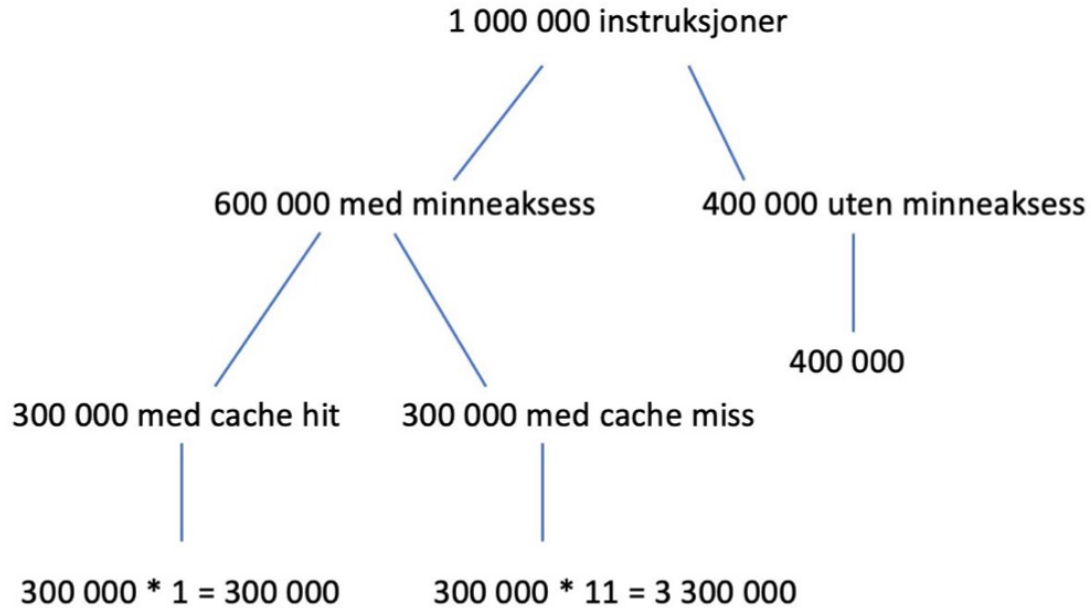 1 000 000 instruksjoner
600 000 med minneaksess
400 000 uten minneaksess
400 000
300 000 med cache hit
300 000 med cache miss
300 000 * 1 = 300 000
300 000 * 11 = 3 300 000